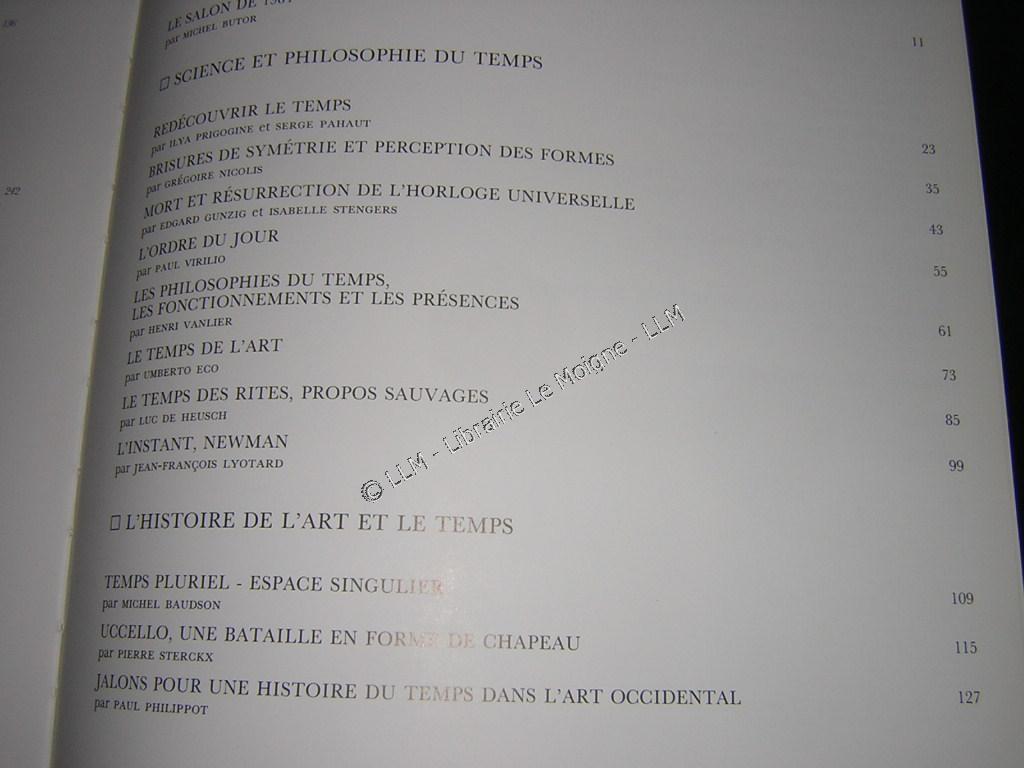 136
242
LE SALON DE
par MICHEL BUTOR
11
□ SCIENCE ET PHILOSOPHIE DU TEMPS
REDÉCOUVRIR LE TEMPS
par ILYA PRIGOGINE et SERGE PAHAUT
23
BRISURES DE SYMÉTRIE ET PERCEPTION DES FORMES
par GRÉGOIRE NICOLIS
35
MORT ET RÉSURRECTION DE L'HORLOGE UNIVERSELLE
par EDGARD GUNZIG et ISABELLE STENGERS
43
L'ORDRE DU JOUR
par PAUL VIRILIO
55
LES PHILOSOPHIES DU TEMPS,
LES FONCTIONNEMENTS ET LES PRÉSENCES
par HENRI VANLIER
61
LE TEMPS DE L'ART
par UMBERTO ECO
73
LE TEMPS DES RITES, PROPOS SAUVAGES
par LUC DE HEUSCH
85
L'INSTANT, NEWMAN
par JEAN-FRANÇOIS LYOTARD
99
© LLM - Librairie Le Moigne - LLM
□ L'HISTOIRE DE L'ART ET LE TEMPS
TEMPS PLURIEL - ESPACE SINGULIER
par MICHEL BAUDSON
109
UCCELLO, UNE BATAILLE EN FORME DE CHAPEAU
par PIERRE STERCKX
115
JALONS POUR UNE HISTOIRE DU TEMPS DANS L'ART OCCIDENTAL
par PAUL PHILIPPOT
127